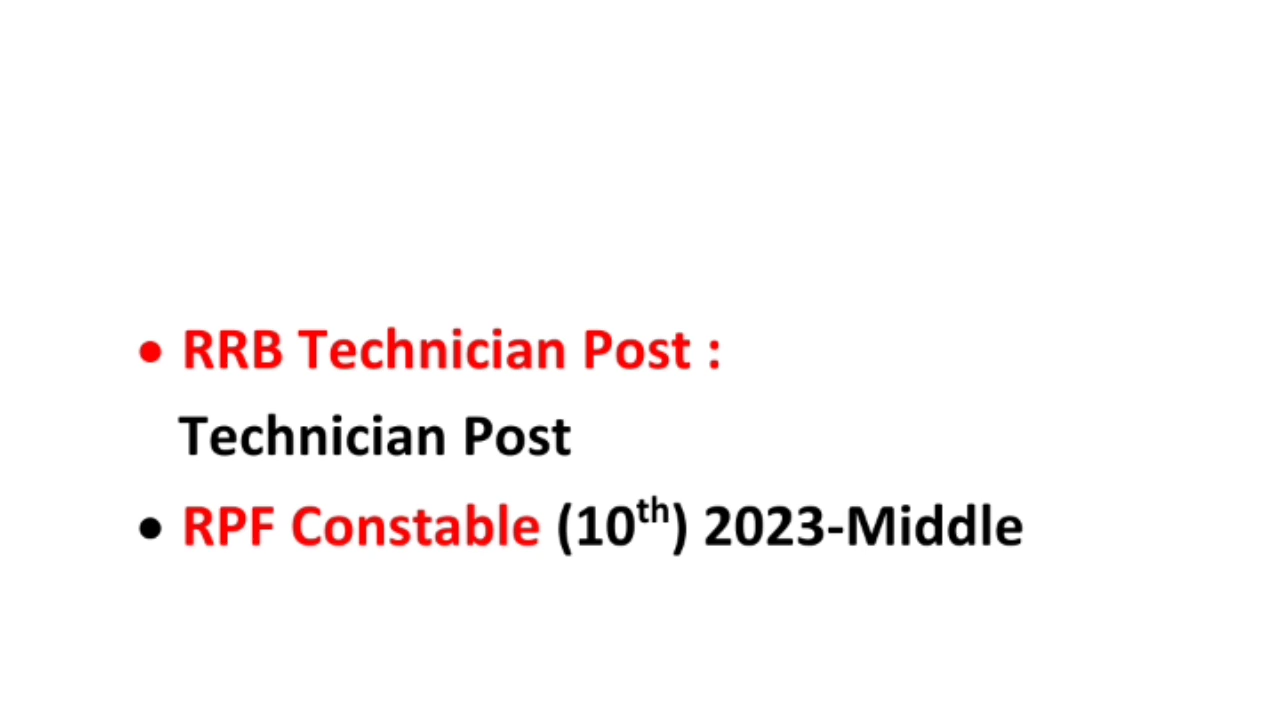 • RRB Technician Post :
Technician Post
• RPF Constable (10th) 2023-Middle